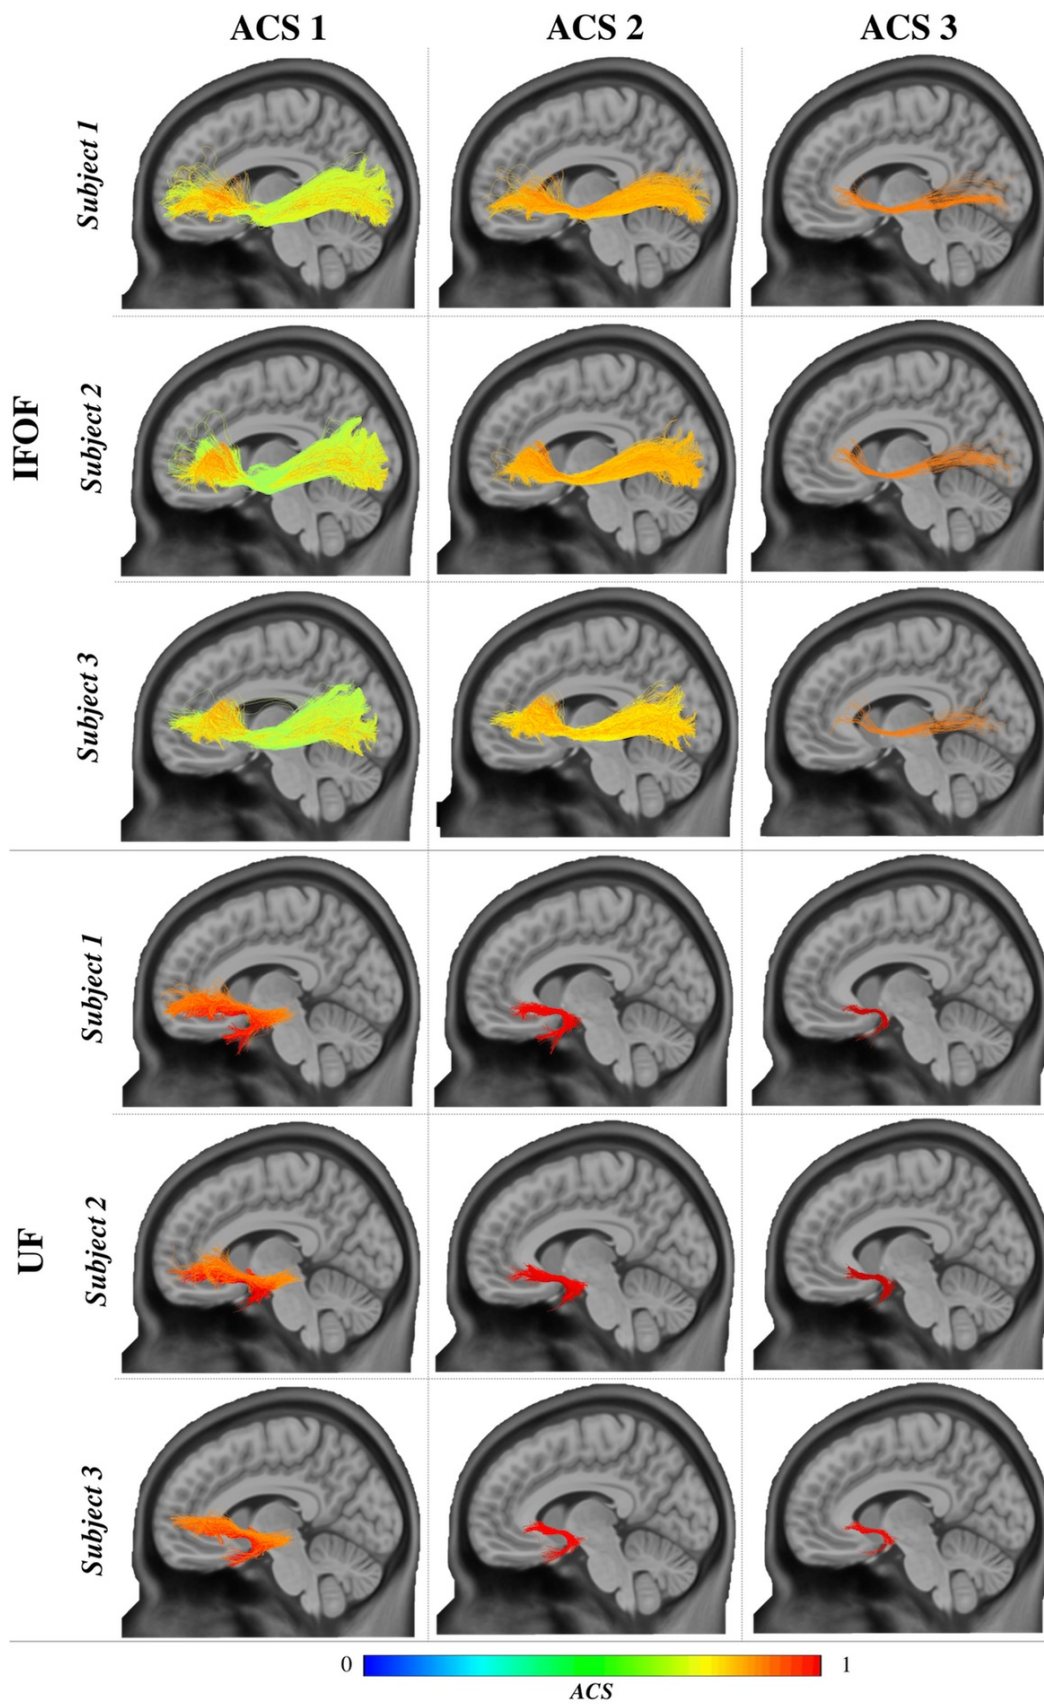 ACS 1 ACS 2 ACS 3
IFOF
Subject 1
Subject 2
Subject 3
UF
Subject 1
Subject 2
Subject 3
0 1
ACS